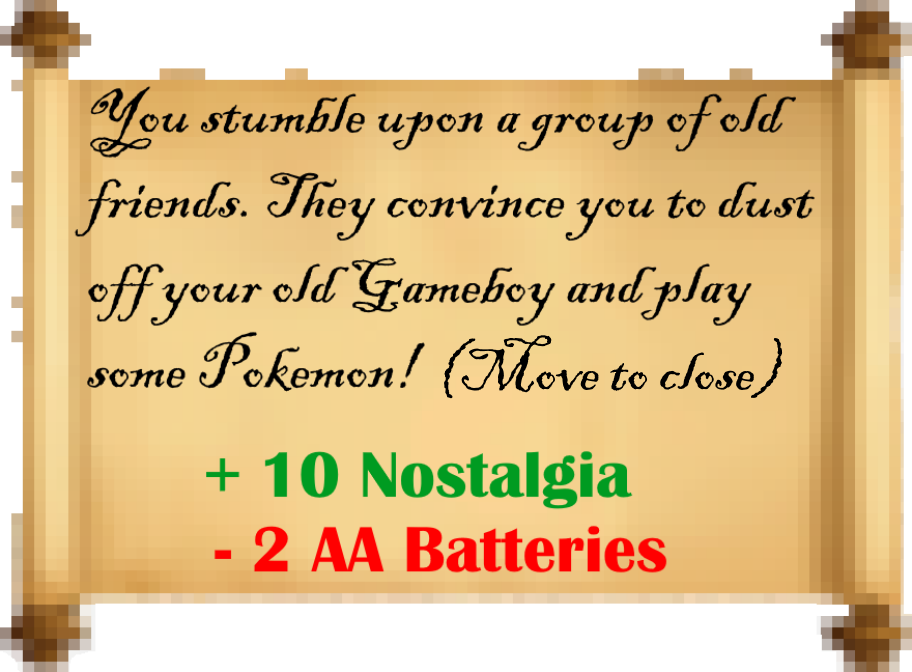 You stumble upon a group of old
friends. They convince you to dust
off your old Gameboy and play
some Pokemon! (Move to close)
+ 10 Nostalgia
- 2 AA Batteries